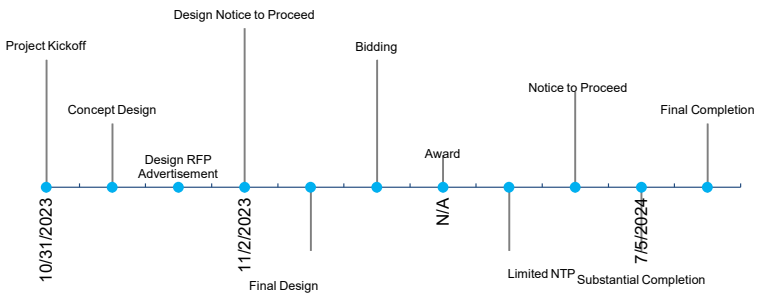 Design Notice to Proceed
Project Kickoff
Bidding
Notice to Proceed
Concept Design
Final Completion
Design RFP
Advertisement
Award
10/31/2023
11/2/2023
N/A
7/5/2024
Final Design
Limited NTP
Substantial Completion